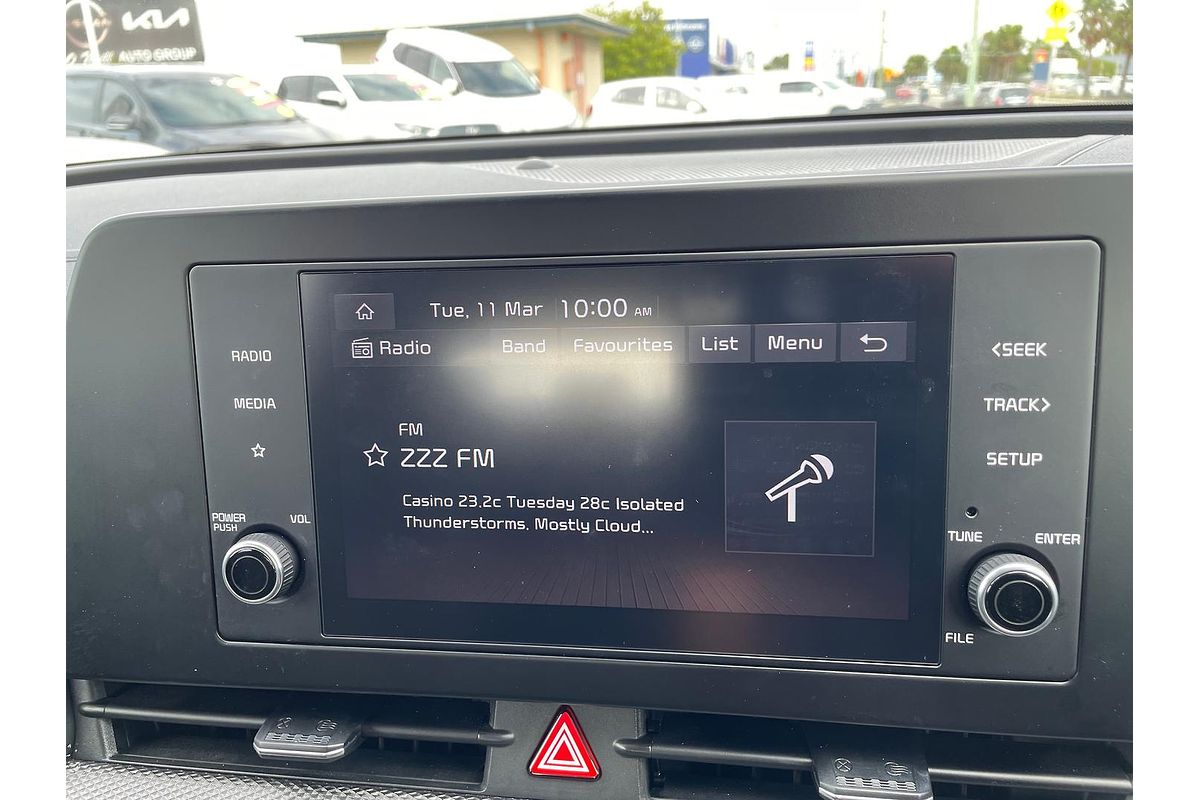 KIA
AUTO GROUP
Tue, 11 Mar 10:00 AM
Radio Band Favourites List Menu
FM
ZZZ FM
Casino 23.2c Tuesday 28c Isolated
Thunderstorms. Mostly Cloud...
RADIO
MEDIA
POWER
PUSH
VOL
<SEEK
TRACK>
SETUP
TUNE
ENTER
FILE